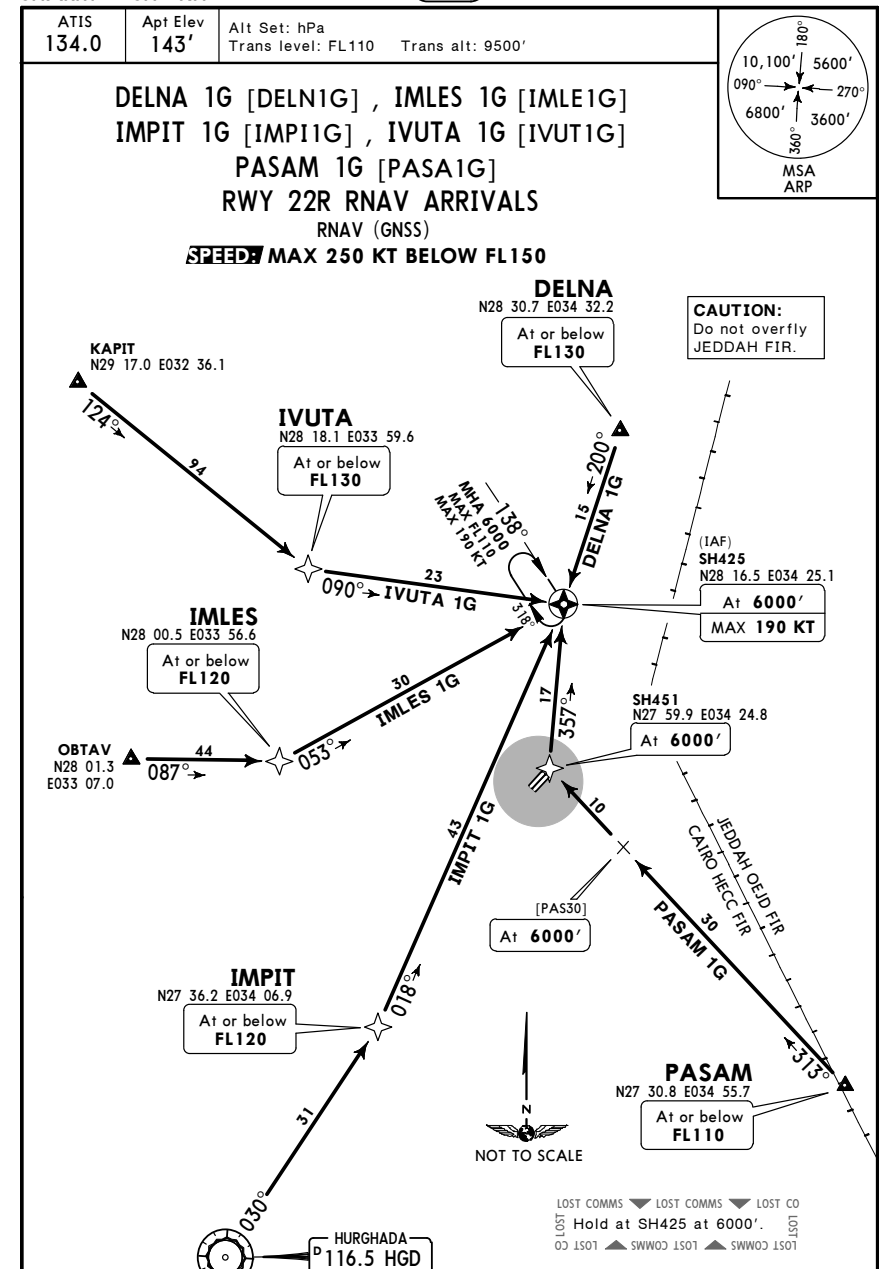 ATIS
134.0
Apt Elev
143'
Alt Set: hPa
Trans level: FL110 Trans alt: 9500'
180°
10,100' 5600'
090° 270°
6800' 3600'
360°
MSA
ARP
DELNA 1G [DELN1G] , IMLES 1G [IMLE1G]
IMPIT 1G [IMPI1G] , IVUTA 1G [IVUT1G]
PASAM 1G [PASA1G]
RWY 22R RNAV ARRIVALS
RNAV (GNSS)
SPEED: MAX 250 KT BELOW FL150
DELNA
N28 30.7 E034 32.2
At or below
FL130
CAUTION:
Do not overfly
JEDDAH FIR.
KAPIT
N29 17.0 E032 36.1
124°
94
IVUTA
N28 18.1 E033 59.6
At or below
FL130
200°
15
DELNA 1G
MHA 6000
MAX FL110
MAX 190 KT
138°
318°
(IAF)
SH425
N28 16.5 E034 25.1
At 6000'
MAX 190 KT
23
090° IVUTA 1G
IMLES
N28 00.5 E033 56.6
At or below
FL120
30
IMLES 1G
053°
17
357°
SH451
N27 59.9 E034 24.8
At 6000'
OBTAV
N28 01.3
E033 07.0
44
087°
43
IMPIT 1G
10
JEDDAH OEJD FIR
CAIRO HECC FIR
[PAS30]
At 6000'
30
PASAM 1G
IMPIT
N27 36.2 E034 06.9
At or below
FL120
018°
313°
PASAM
N27 30.8 E034 55.7
At or below
FL110
31
N
NOT TO SCALE
030°
HURGHADA
D 116.5 HGD
LOST COMMS LOST COMMS LOST CO
LOST
Hold at SH425 at 6000'.
LOST
LOST COMMS LOST COMMS LOST CO